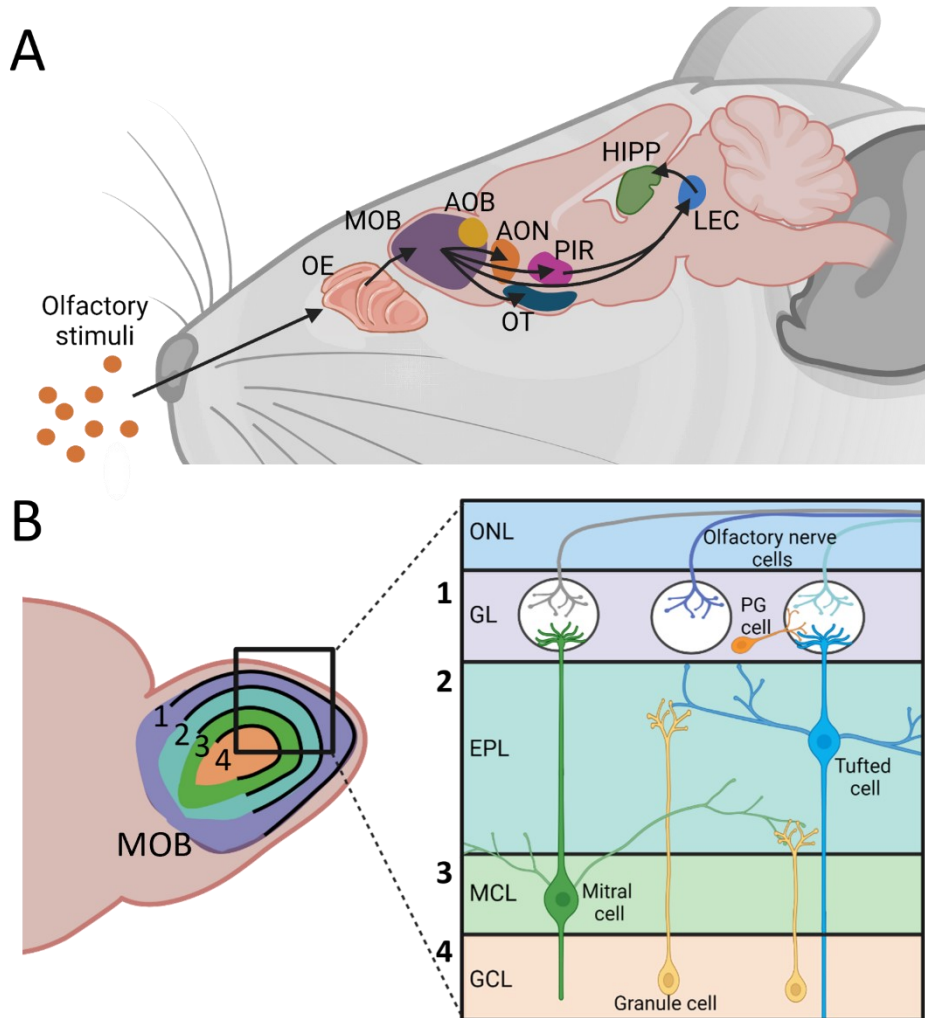 A
HIPP
AOB
MOB
LEC
AON
PIR
OE
Olfactory
stimuli
OT
B
ONL
Olfactory nerve
cells
1
GL
PG
cell
2
EPL
Tufted
cell
3
MCL
Mitral
cell
4
GCL
Granule cell
1
2
3
4
MOB